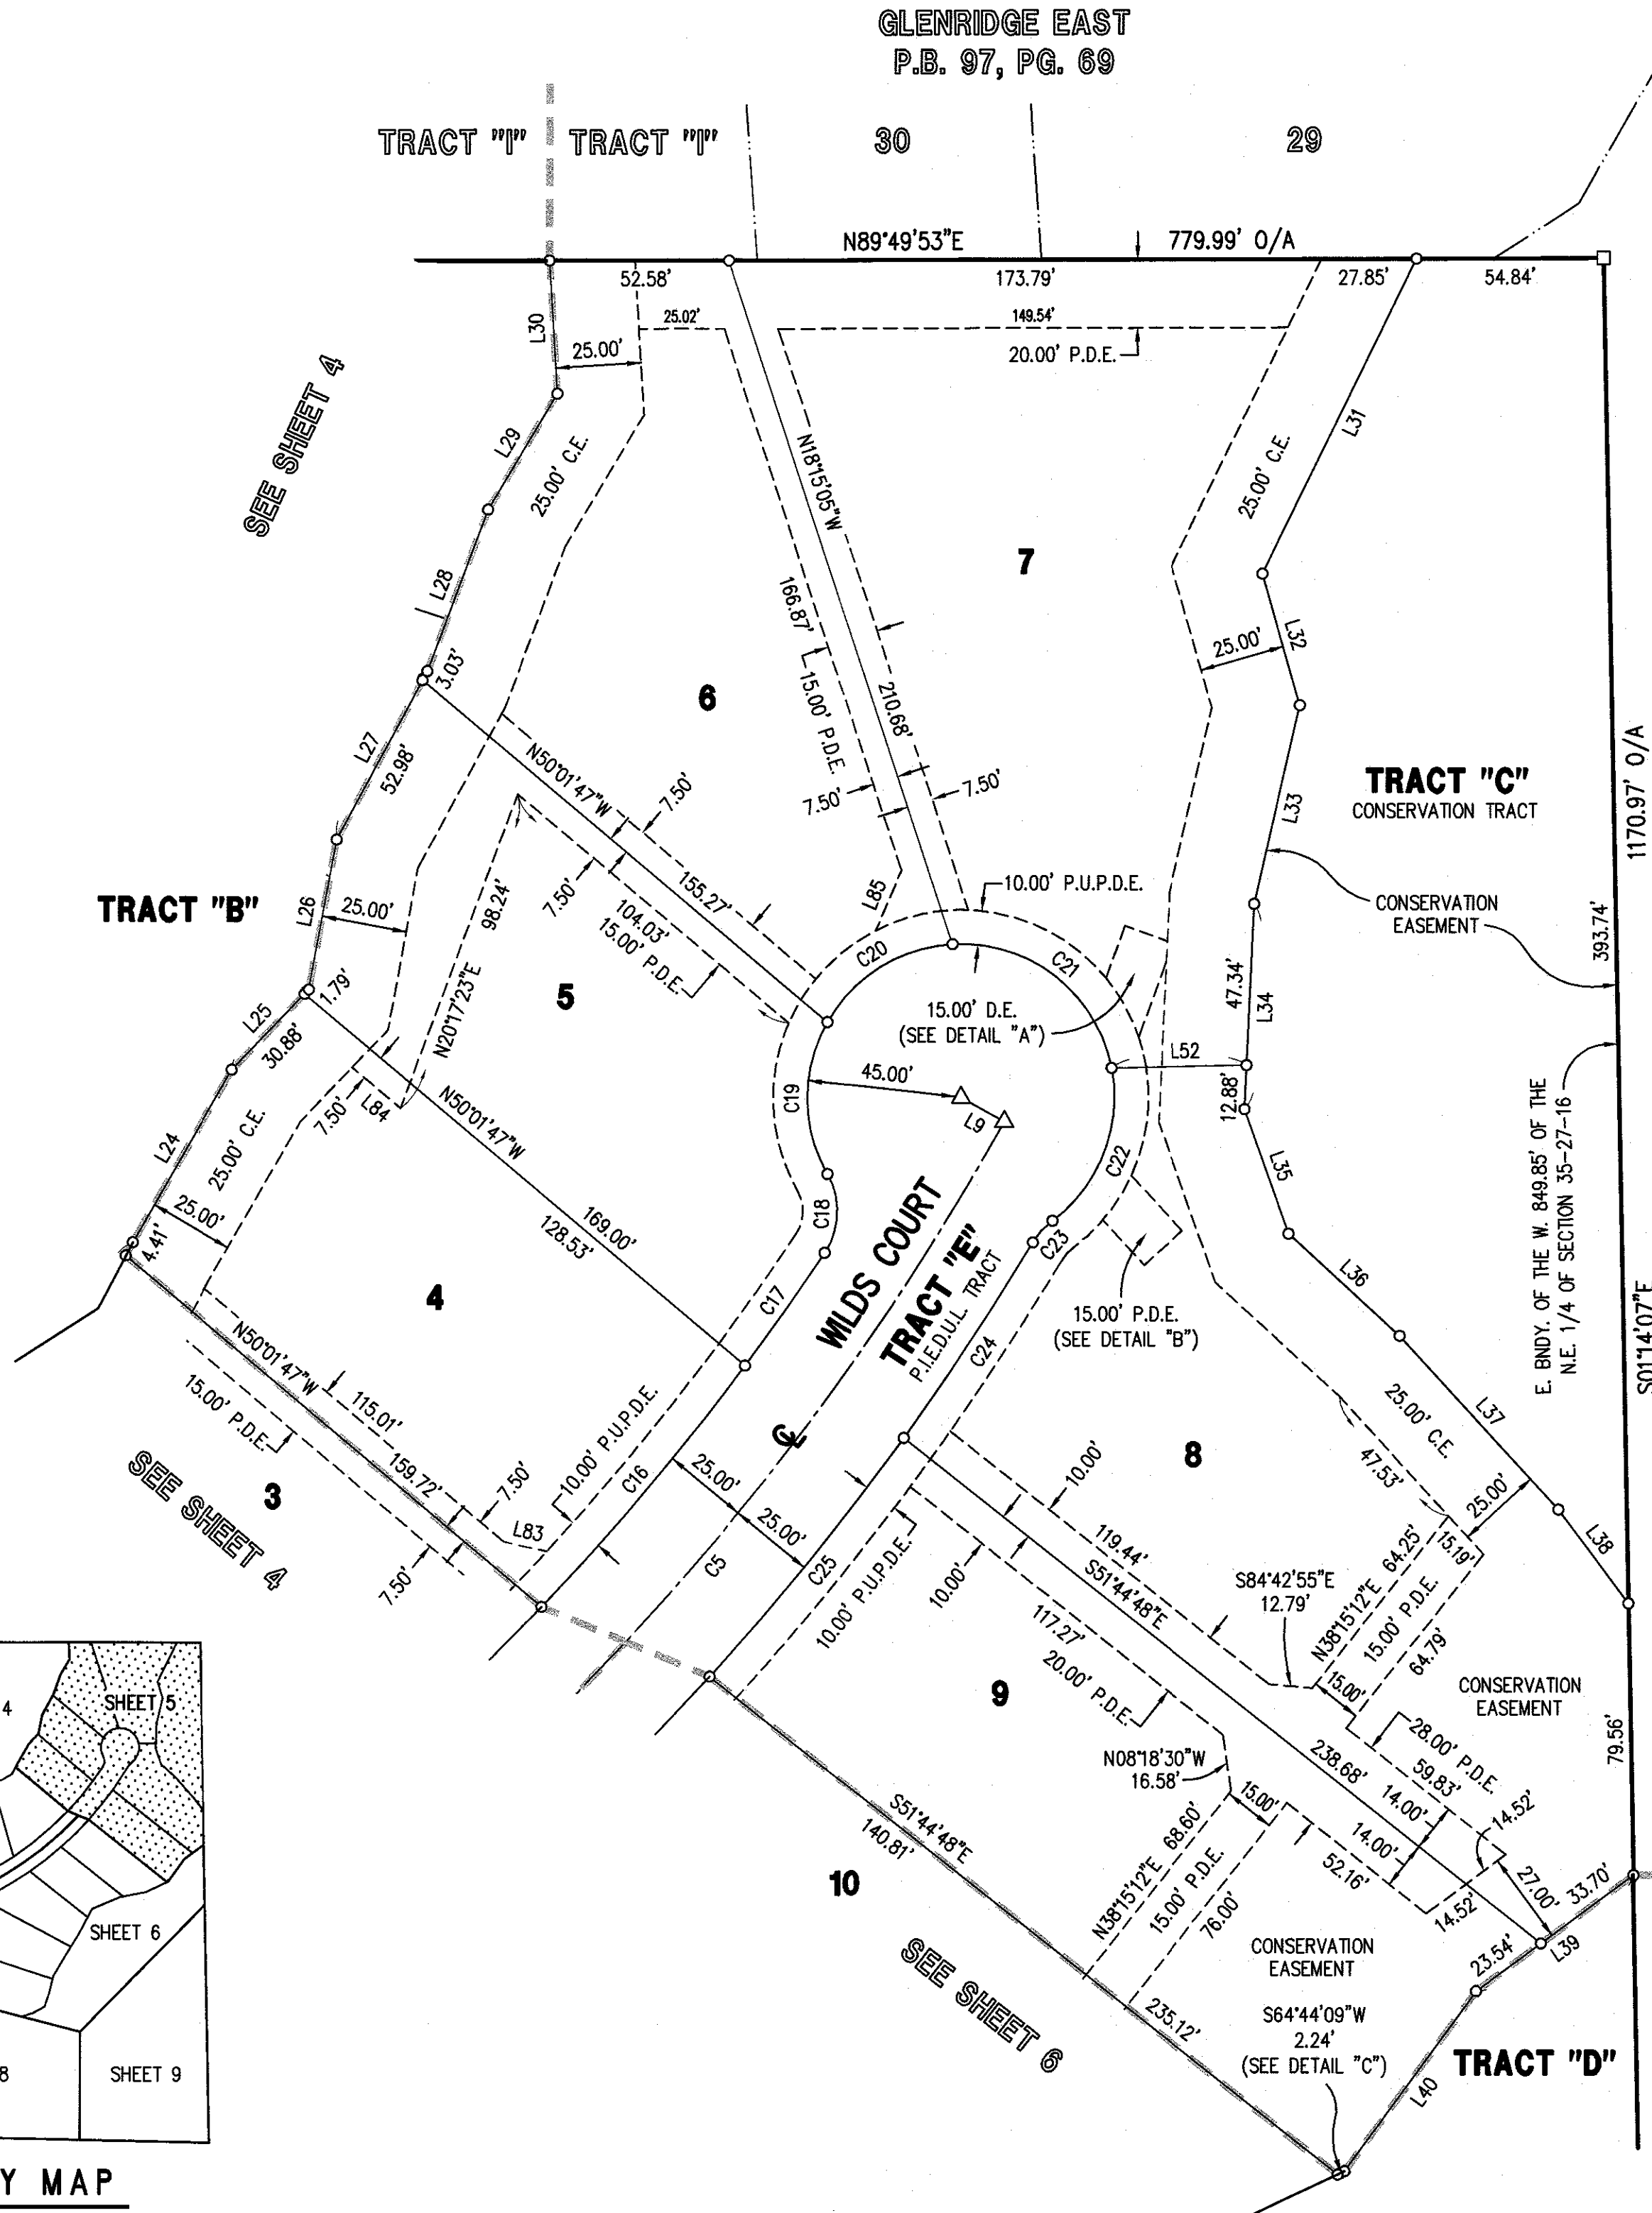 GLENRIDGE EAST
P.B. 97, PG. 69
TRACT "I"
TRACT "I"
30
29
N89°49'53"E
779.99' O/A
52.58'
173.79'
27.85'
54.84'
25.02'
149.54'
20.00' P.D.E.
L30
25.00'
SEE SHEET 4
L29
25.00' C.E.
L31
25.00' C.E.
N18°15'05"W
7
L28
166.87'
15.00' P.D.E.
L32
25.00'
3.03'
6
210.68'
L27
52.98'
N50°01'47"W
7.50'
7.50'
7.50'
TRACT "C"
CONSERVATION TRACT
1170.97' O/A
L33
155.27'
7.50'
L85
10.00' P.U.P.D.E.
TRACT "B"
L26
25.00'
98.24'
104.03'
15.00' P.D.E.
C20
C21
CONSERVATION
EASEMENT
393.74'
1.79'
5
L25
30.88'
N20°17'23"E
15.00' D.E.
(SEE DETAIL "A")
47.34'
L34
L52
12.88'
45.00'
C19
L9
7.50'
L84
N50°01'47"W
L24
25.00' C.E.
25.00'
C22
L35
E. BNDY. OF THE W. 849.85' OF THE
N.E. 1/4 OF SECTION 35-27-16
4.41'
169.00'
128.53'
C18
C23
WILDS COURT
TRACT "E"
P.I.E.D.U.L. TRACT
L36
S01°14'07"E
4
C17
15.00' P.D.E.
(SEE DETAIL "B")
C24
N50°01'47"W
15.00' P.D.E.
115.01'
159.72'
10.00' P.U.P.D.E.
L37
25.00' C.E.
47.53'
25.00'
8
10.00'
SEE SHEET 4
3
7.50'
L83
7.50'
C16
25.00'
25.00'
C5
C25
10.00' P.U.P.D.E.
10.00'
119.44'
S51°44'48"E
S84°42'55"E
12.79'
N38°15'12"E 64.25'
15.19'
15.00' P.D.E.
64.79'
15.00'
L38
117.27'
20.00' P.D.E.
9
CONSERVATION
EASEMENT
79.56'
28.00' P.D.E.
59.83'
238.68'
14.00'
14.00'
14.52'
N08°18'30"W
16.58'
15.00'
S51°44'48"E
140.81'
N38°15'12"E 68.60'
15.00' P.D.E.
76.00'
52.16'
14.52'
27.00'
33.70'
10
23.54'
L39
CONSERVATION
EASEMENT
SEE SHEET 6
235.12'
S64°44'09"W
2.24'
(SEE DETAIL "C")
L40
TRACT "D"
4
SHEET 5
SHEET 6
8
SHEET 9
Y MAP